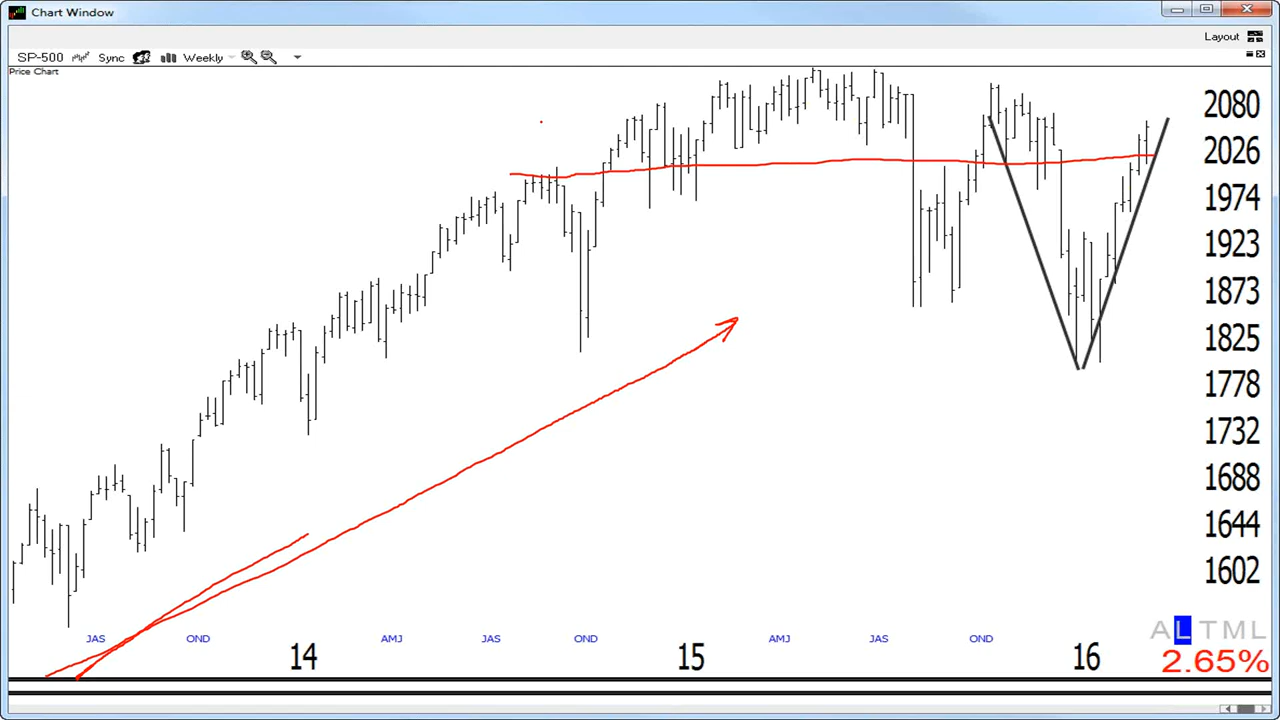 Chart Window
Layout
SP-500 Sync Weekly
Price Chart
2080
2026
1974
1923
1873
1825
1778
1732
1688
1644
1602
JAS OND AMJ JAS OND AMJ JAS OND
14 15 16
ALTML
2.65%